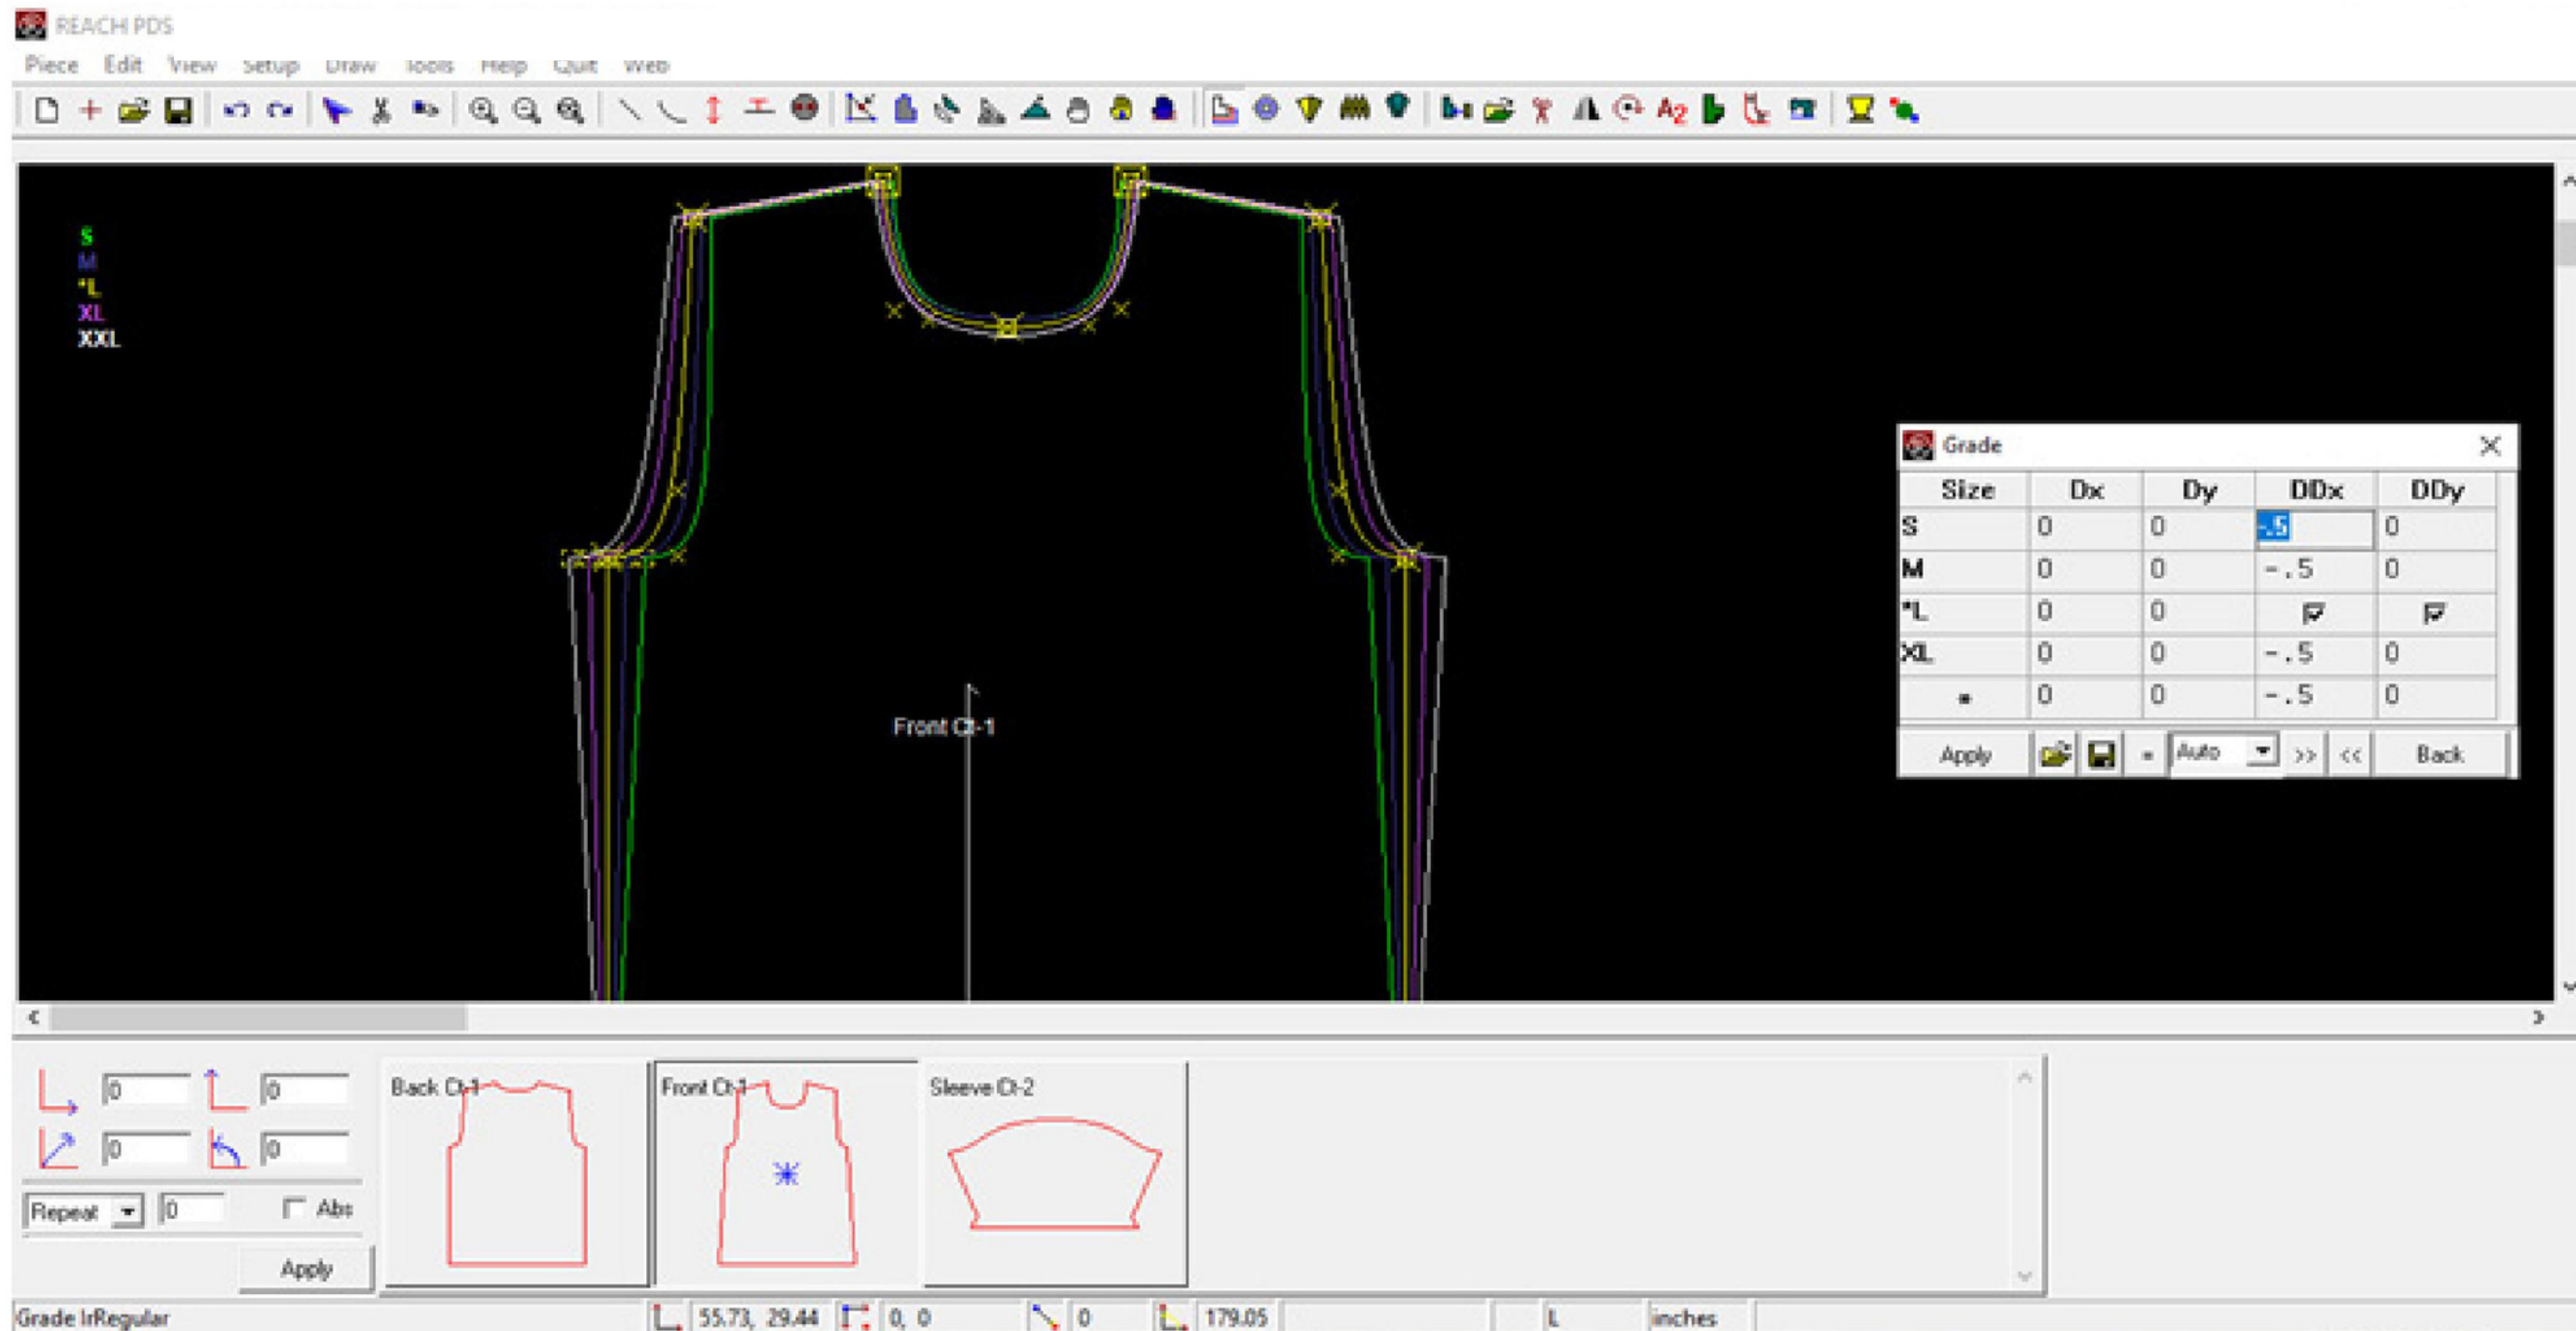 REACH PDS
Piece Edit View Setup Draw Tools Help Quit Web
A2
S
M
*L
XL
XXL
Front Ct-1
Grade
Size Dx Dy DDx DDy
S 0 0 -.5 0
M 0 0 -.5 0
*L 0 0
XL 0 0 -.5 0
* 0 0 -.5 0
Apply * Auto >> << Back
0 0
0 0
Repeat 0 Abs
Apply
Back Ct-1
Front Ct-1
Sleeve Ct-2
Grade IrRegular 55.73, 29.44 0, 0 0 179.05 L inches